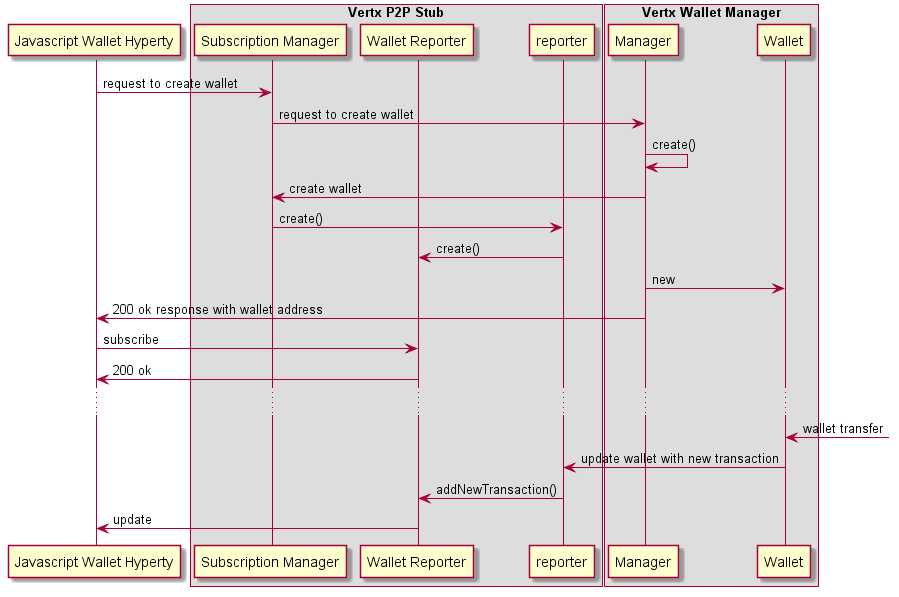 Vertx P2P Stub
Vertx Wallet Manager
Javascript Wallet Hyperty
Subscription Manager
Wallet Reporter
reporter
Manager
Wallet
request to create wallet
request to create wallet
create()
create wallet
create()
create()
new
200 ok response with wallet address
subscribe
200 ok
wallet transfer
update wallet with new transaction
addNewTransaction()
update
Javascript Wallet Hyperty
Subscription Manager
Wallet Reporter
reporter
Manager
Wallet